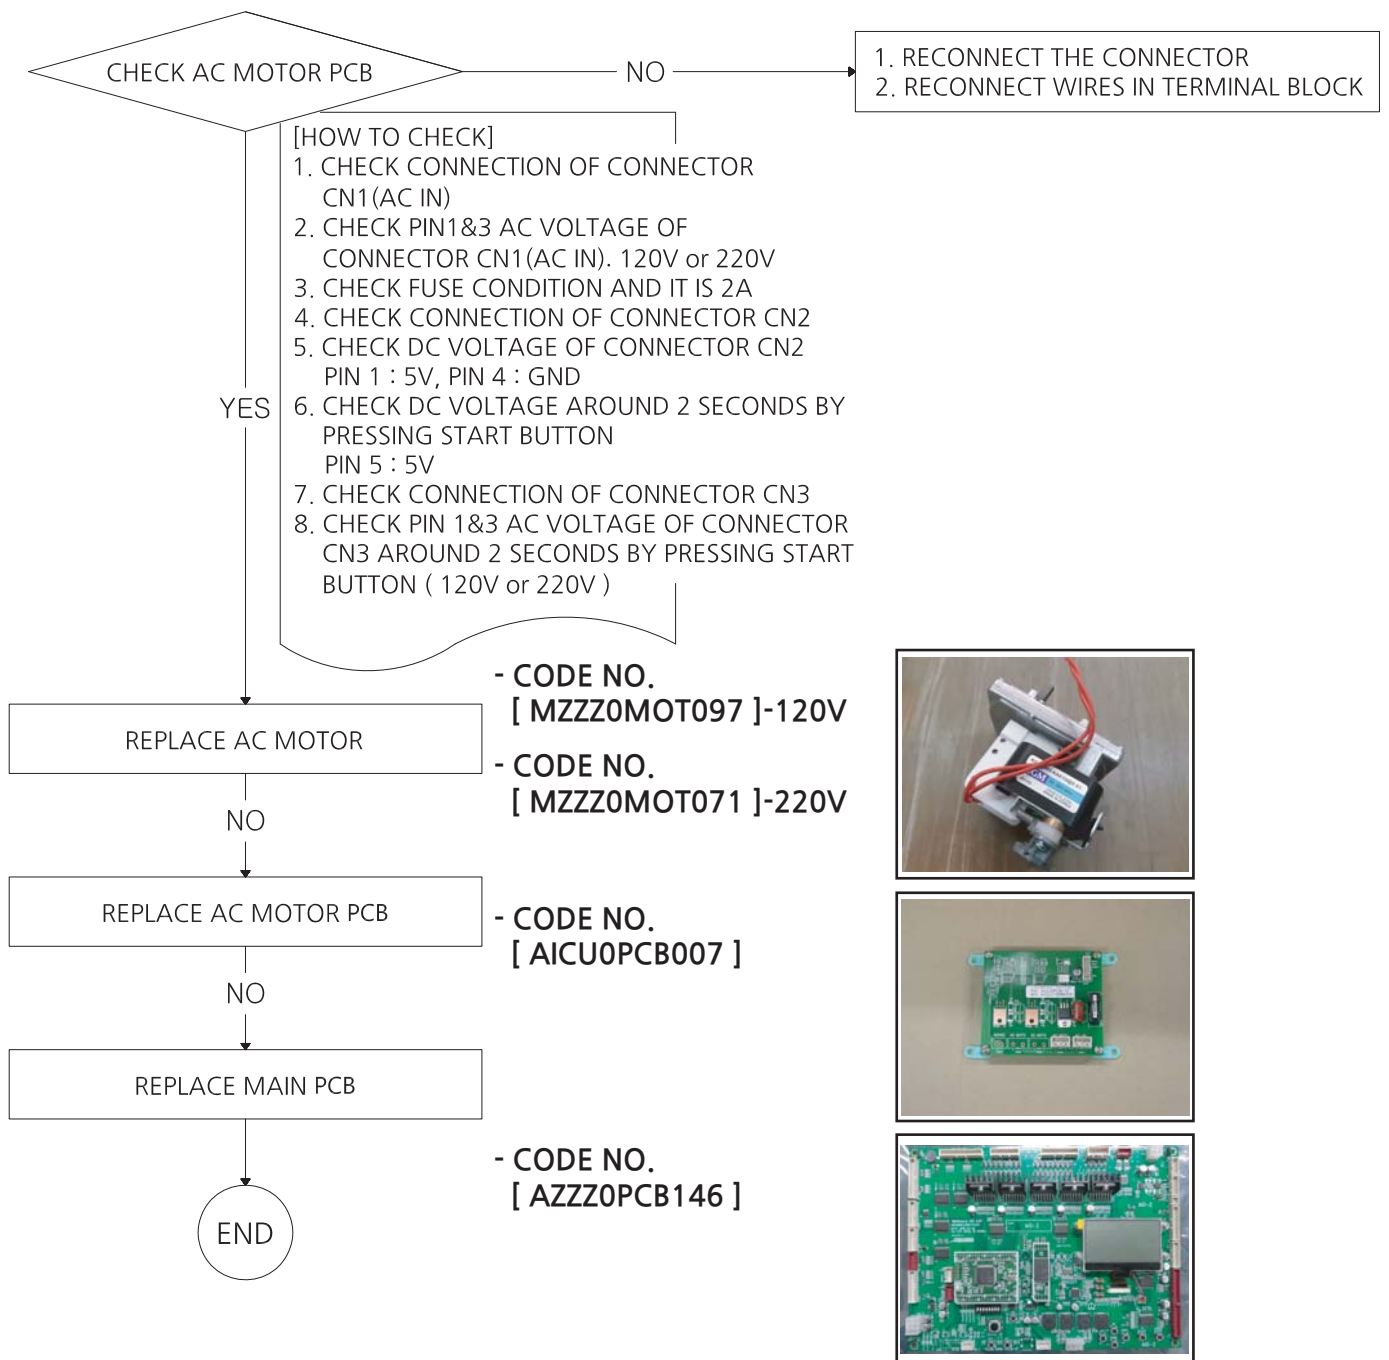 CHECK AC MOTOR PCB
NO
1. RECONNECT THE CONNECTOR
2. RECONNECT WIRES IN TERMINAL BLOCK
[HOW TO CHECK]
1. CHECK CONNECTION OF CONNECTOR
CN1(AC IN)
2. CHECK PIN1&3 AC VOLTAGE OF
CONNECTOR CN1(AC IN). 120V or 220V
3. CHECK FUSE CONDITION AND IT IS 2A
4. CHECK CONNECTION OF CONNECTOR CN2
5. CHECK DC VOLTAGE OF CONNECTOR CN2
PIN 1 : 5V, PIN 4 : GND
YES
6. CHECK DC VOLTAGE AROUND 2 SECONDS BY
PRESSING START BUTTON
PIN 5 : 5V
7. CHECK CONNECTION OF CONNECTOR CN3
8. CHECK PIN 1&3 AC VOLTAGE OF CONNECTOR
CN3 AROUND 2 SECONDS BY PRESSING START
BUTTON ( 120V or 220V )
REPLACE AC MOTOR
- CODE NO.
[ MZZZ0MOT097 ]-120V
- CODE NO.
[ MZZZ0MOT071 ]-220V
GM
NO
REPLACE AC MOTOR PCB
- CODE NO.
[ AICU0PCB007 ]
NO
REPLACE MAIN PCB
- CODE NO.
[ AZZZ0PCB146 ]
END